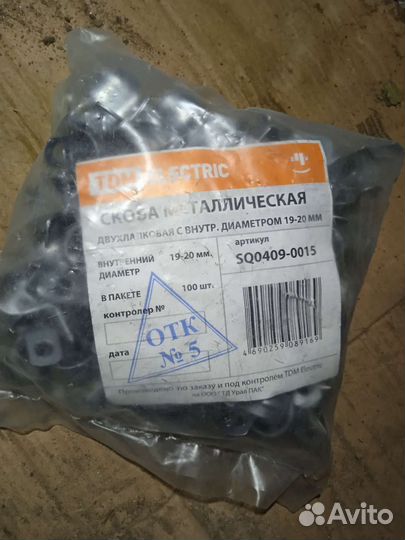 TDM ELECTRIC
СКОБА МЕТАЛЛИЧЕСКАЯ
ДВУХЛАПКОВАЯ С ВНУТР. ДИАМЕТРОМ 19-20 ММ
ВНУТРЕННИЙ ДИАМЕТР 19-20 мм.
артикул
SQ0409-0015
В ПАКЕТЕ 100 шт.
контролер №
дата
ОТК
№ 5
4690259089169
Произведено по заказу и под контролем TDM Electric
на ООО "ТД Урал ПАК"
Avito